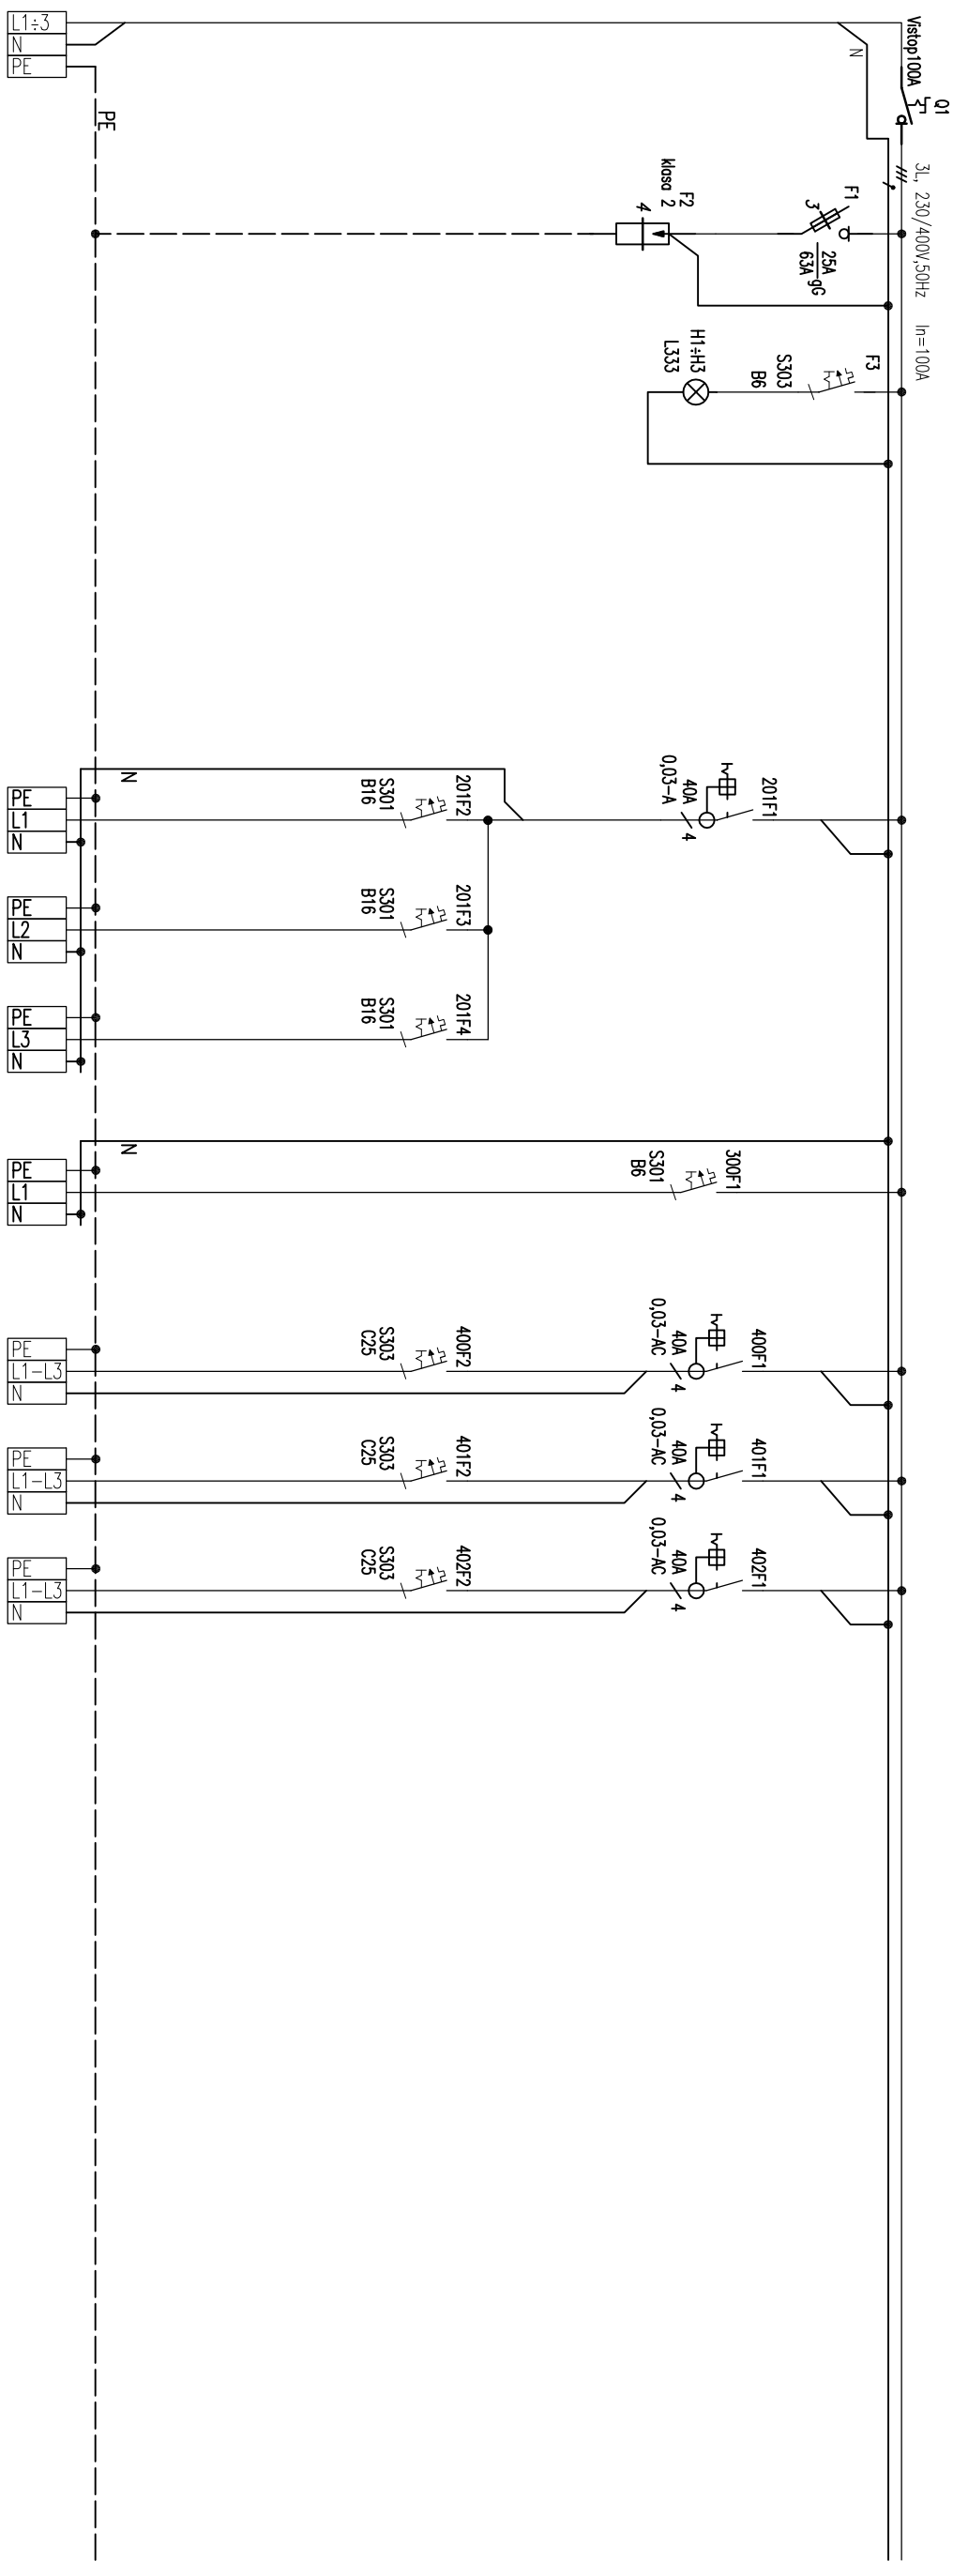 L1÷3
N
PE
PE
N
Vistop100A
Q1
3L, 230/400V,50Hz In=100A
F1
3
25A
63A
gG
F2
klasa 2
4
F3
S303
B6
H1÷H3
L333
201F1
40A
0,03-A
4
N
201F2
S301
B16
PE
L1
N
201F3
S301
B16
PE
L2
N
201F4
S301
B16
PE
L3
N
N
300F1
S301
B6
PE
L1
N
400F1
40A
0,03-AC
4
400F2
S303
C25
PE
L1-L3
N
401F1
40A
0,03-AC
4
401F2
S303
C25
PE
L1-L3
N
402F1
40A
0,03-AC
4
402F2
S303
C25
PE
L1-L3
N